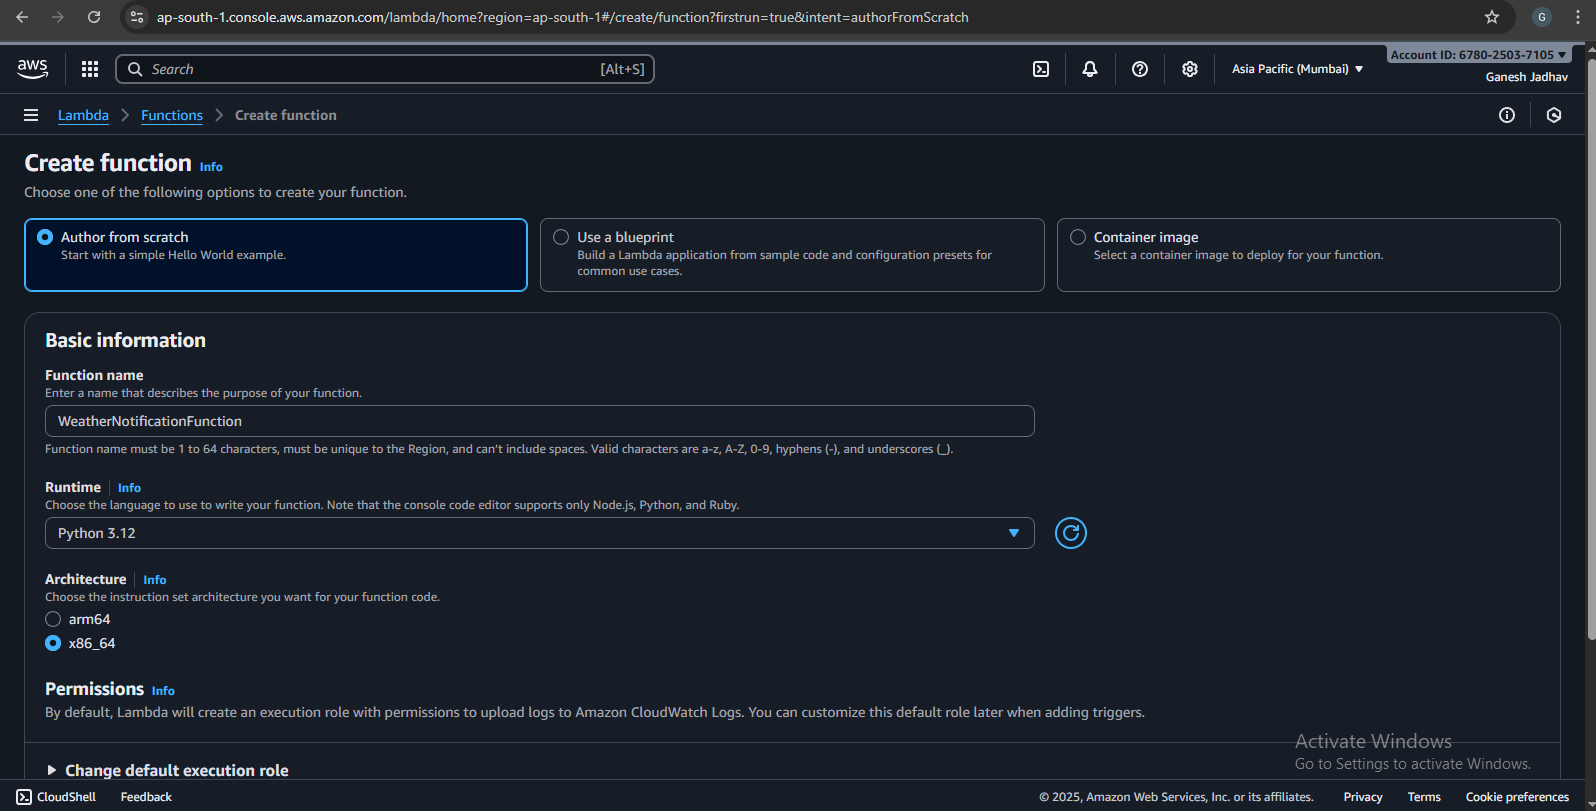 ap-south-1.console.aws.amazon.com/lambda/home?region=ap-south-1#/create/function?firstrun=true&intent=authorFromScratch
G
aws
Search
[Alt+S]
Asia Pacific (Mumbai)
Account ID: 6780-2503-7105
Ganesh Jadhav
Lambda
Functions
Create function
Create function Info
Choose one of the following options to create your function.
Author from scratch
Start with a simple Hello World example.
Use a blueprint
Build a Lambda application from sample code and configuration presets for
common use cases.
Container image
Select a container image to deploy for your function.
Basic information
Function name
Enter a name that describes the purpose of your function.
WeatherNotificationFunction
Function name must be 1 to 64 characters, must be unique to the Region, and can't include spaces. Valid characters are a-z, A-Z, 0-9, hyphens (-), and underscores (_).
Runtime Info
Choose the language to use to write your function. Note that the console code editor supports only Node.js, Python, and Ruby.
Python 3.12
Architecture Info
Choose the instruction set architecture you want for your function code.
arm64
x86_64
Permissions Info
By default, Lambda will create an execution role with permissions to upload logs to Amazon CloudWatch Logs. You can customize this default role later when adding triggers.
Change default execution role
Activate Windows
Go to Settings to activate Windows.
CloudShell
Feedback
© 2025, Amazon Web Services, Inc. or its affiliates.
Privacy
Terms
Cookie preferences